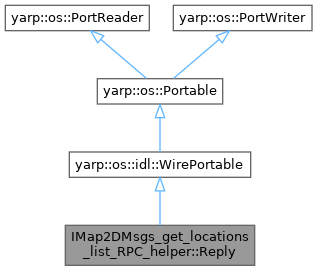 yarp::os::PortReader
yarp::os::PortWriter
yarp::os::Portable
yarp::os::idl::WirePortable
IMap2DMsgs_get_locations
_list_RPC_helper::Reply